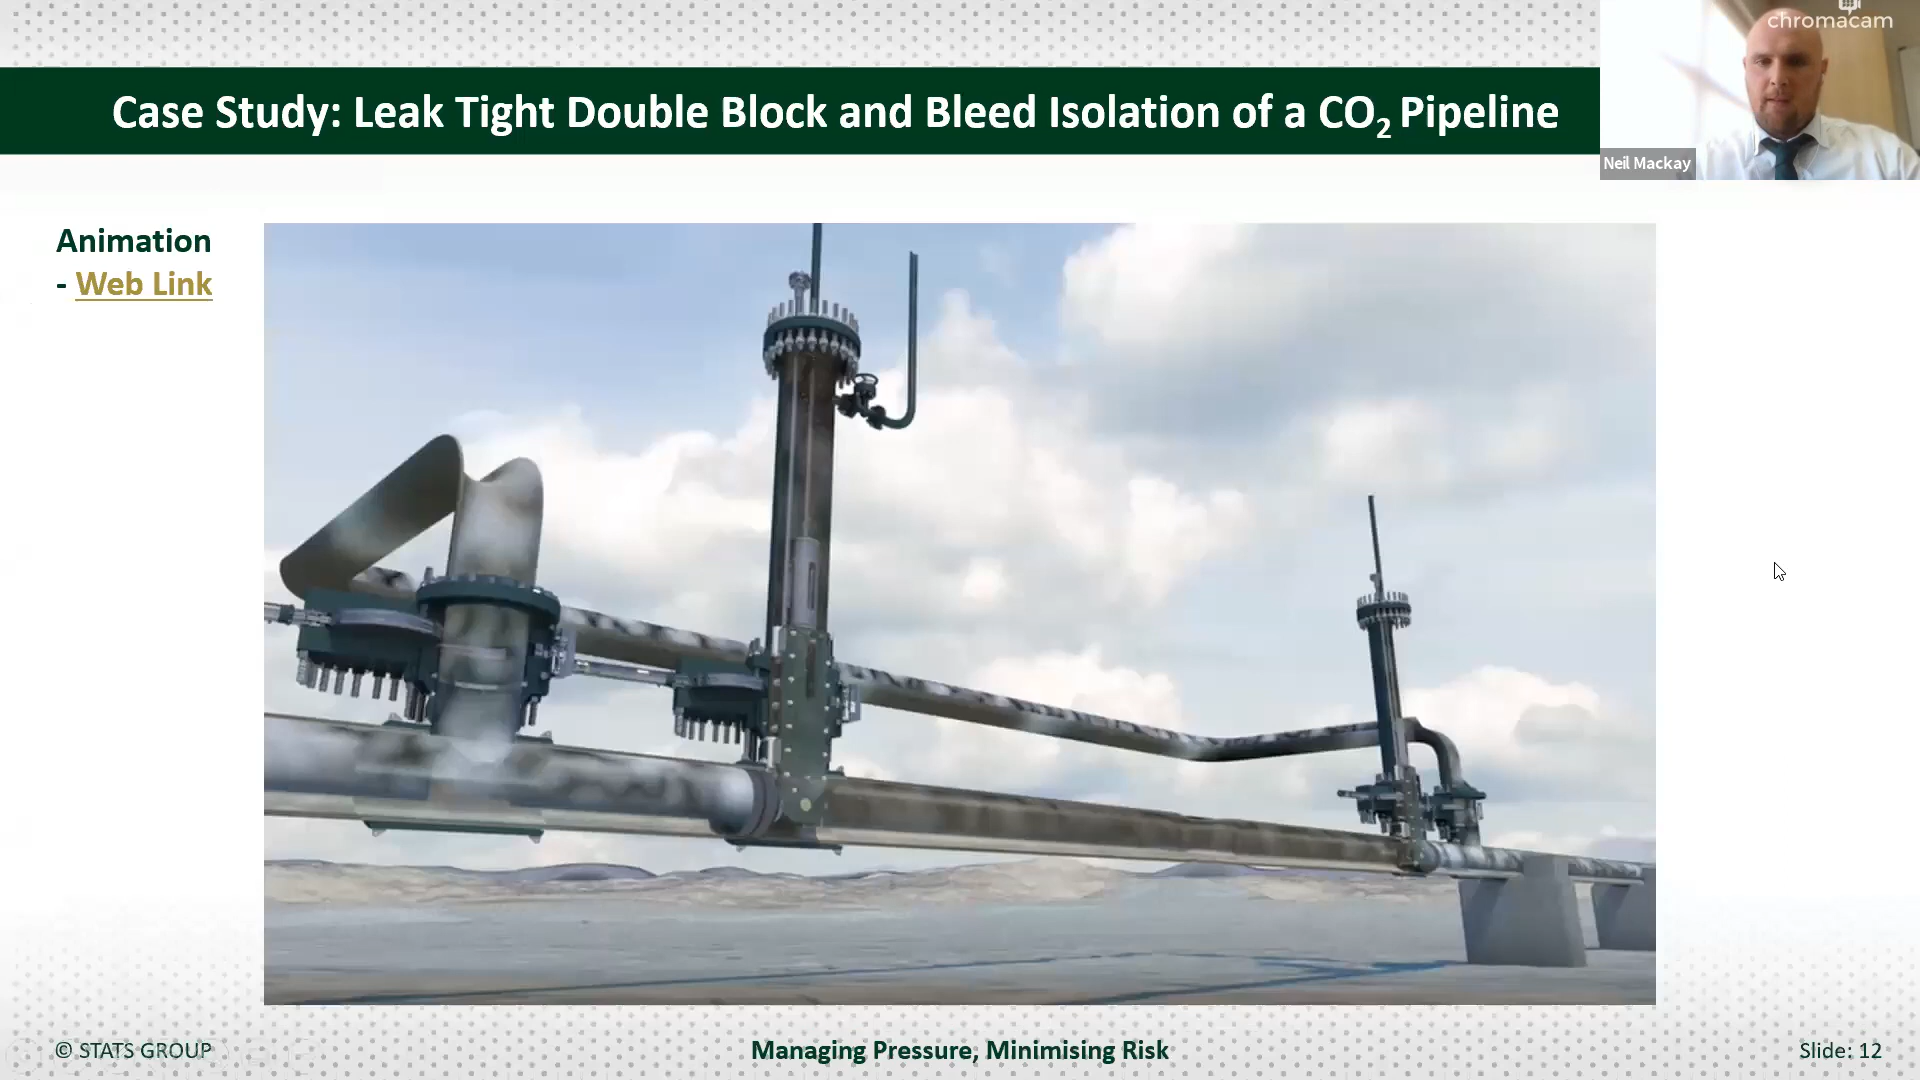 chromacam
Case Study: Leak Tight Double Block and Bleed Isolation of a CO₂ Pipeline
Neil Mackay
Animation
- Web Link
© STATS GROUP
Managing Pressure, Minimising Risk
Slide: 12